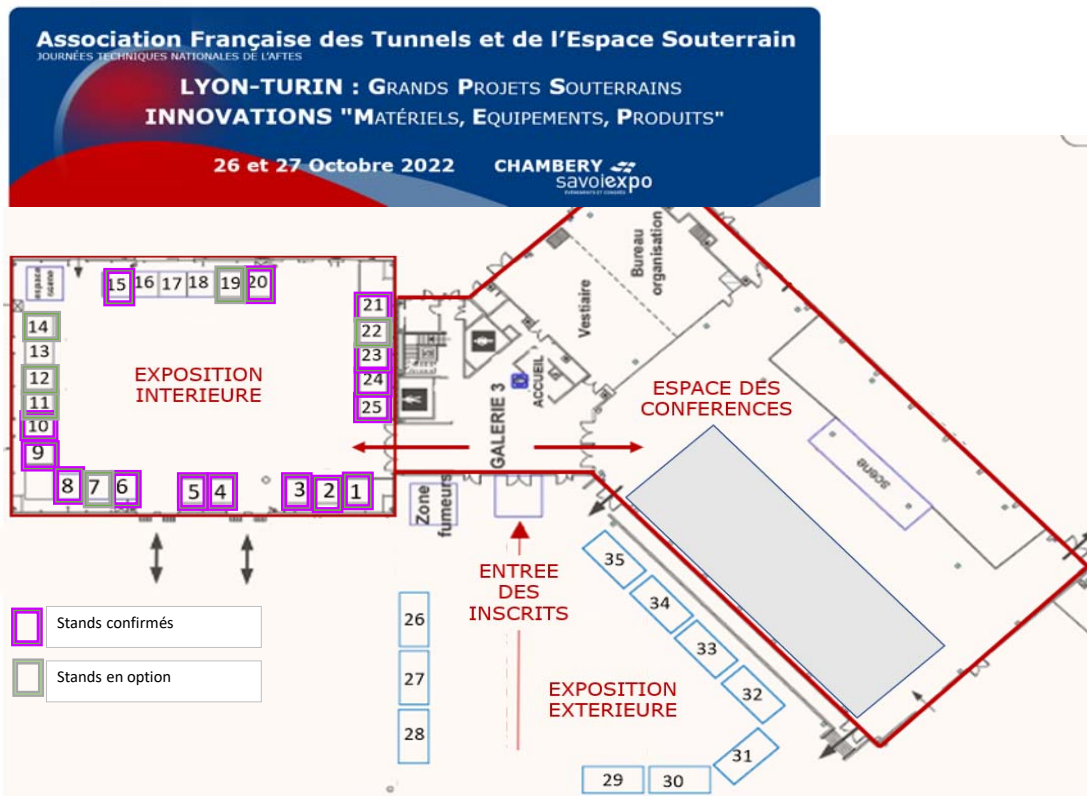 Association Française des Tunnels et de l'Espace Souterrain
JOURNÉES TECHNIQUES NATIONALES DE L'AFTES
LYON-TURIN : GRANDS PROJETS SOUTERRAINS
INNOVATIONS "MATÉRIELS, EQUIPEMENTS, PRODUITS"
26 et 27 Octobre 2022
CHAMBERY
savoiexpo
Bureau
organisation
Vestiaire
espace
15
16
17
18
19
20
21
22
23
24
25
14
13
12
11
10
9
8
7
6
5
4
3
2
1
EXPOSITION
INTERIEURE
GALERIE 3
ACCUEIL
ESPACE DES
CONFERENCES
Scène
Zone
fumeurs
ENTREE
DES
INSCRITS
35
34
33
32
31
30
29
26
27
28
EXPOSITION
EXTERIEURE
Stands confirmés
Stands en option